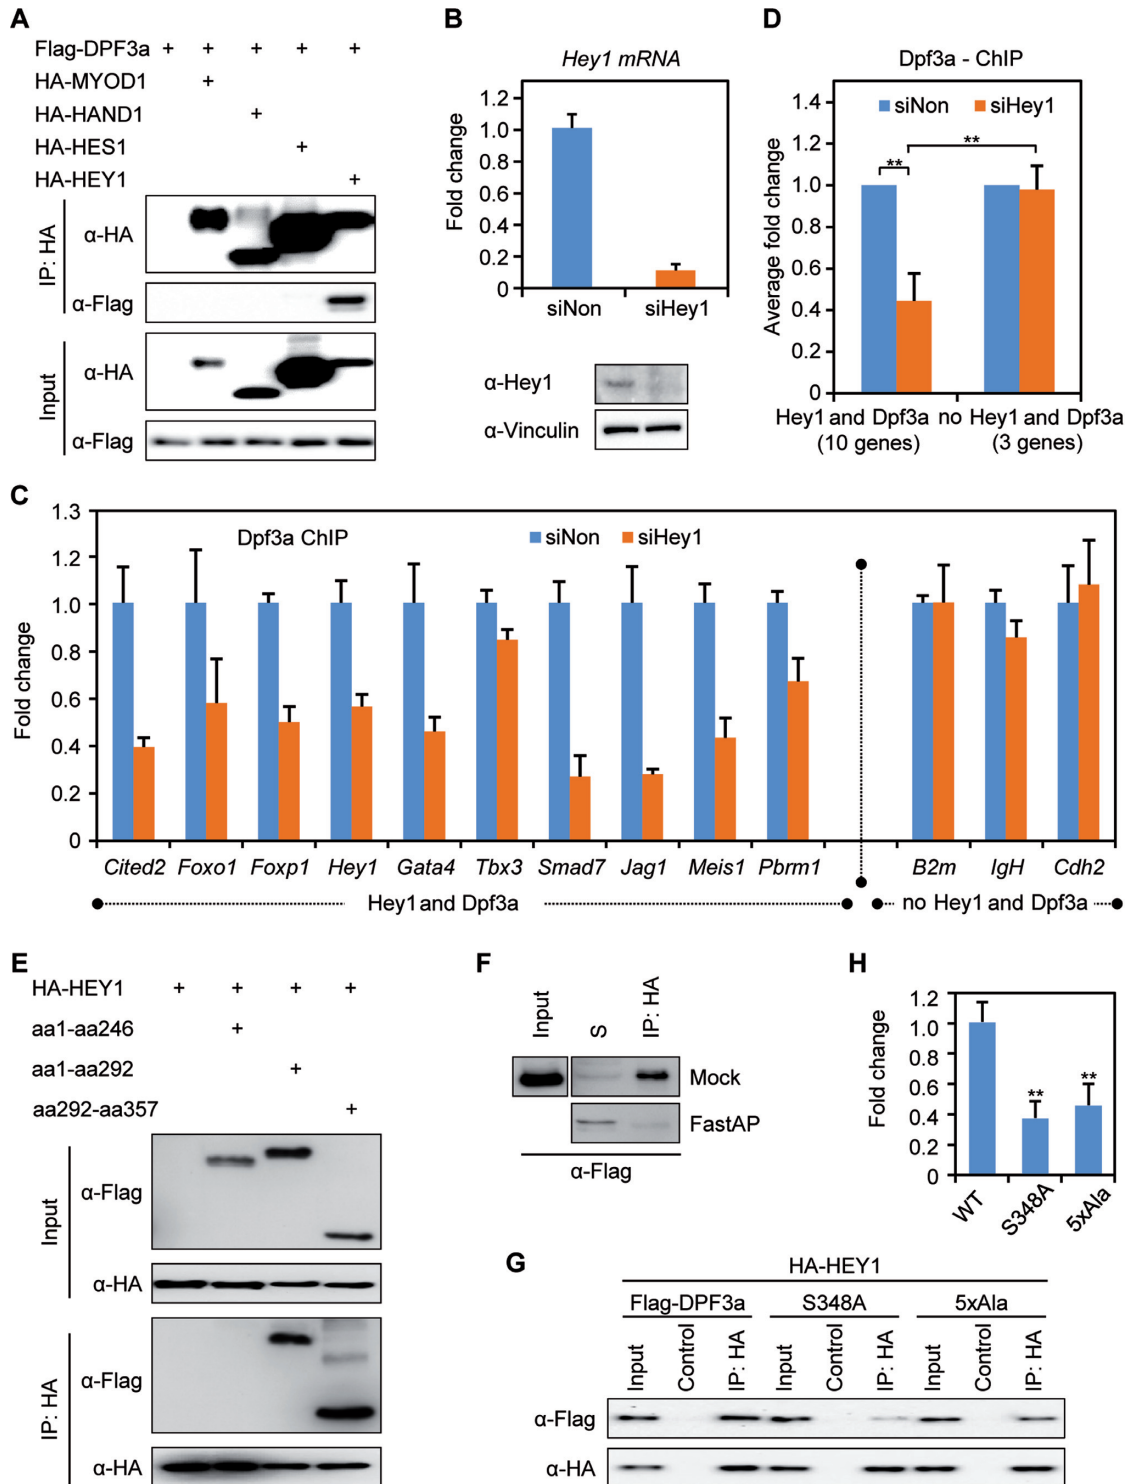 A
Flag-DPF3a + + + + +
HA-MYOD1 +
HA-HAND1 +
HA-HES1 +
HA-HEY1 +
IP: HA
α-HA
α-Flag
Input
α-HA
α-Flag
B
Hey1 mRNA
Fold change
1.2
1.0
0.8
0.6
0.4
0.2
0
siNon siHey1
α-Hey1
α-Vinculin
D
Dpf3a - ChIP
siNon siHey1
Average fold change
1.4
1.2
1.0
0.8
0.6
0.4
0.2
0
**
**
Hey1 and Dpf3a no Hey1 and Dpf3a
(10 genes) (3 genes)
C
Dpf3a ChIP
siNon siHey1
Fold change
1.3
1.2
1.0
0.8
0.6
0.4
0.2
0
Cited2 Foxo1 Foxp1 Hey1 Gata4 Tbx3 Smad7 Jag1 Meis1 Pbrm1 B2m IgH Cdh2
Hey1 and Dpf3a no Hey1 and Dpf3a
E
HA-HEY1 + + + +
aa1-aa246 +
aa1-aa292 +
aa292-aa357 +
Input
α-Flag
α-HA
IP: HA
α-Flag
α-HA
F
Input S IP: HA
Mock
FastAP
α-Flag
H
Fold change
1.2
1.0
0.8
0.6
0.4
0.2
0
**
**
WT S348A 5xAla
G
HA-HEY1
Flag-DPF3a S348A 5xAla
Input Control IP: HA Input Control IP: HA Input Control IP: HA
α-Flag
α-HA